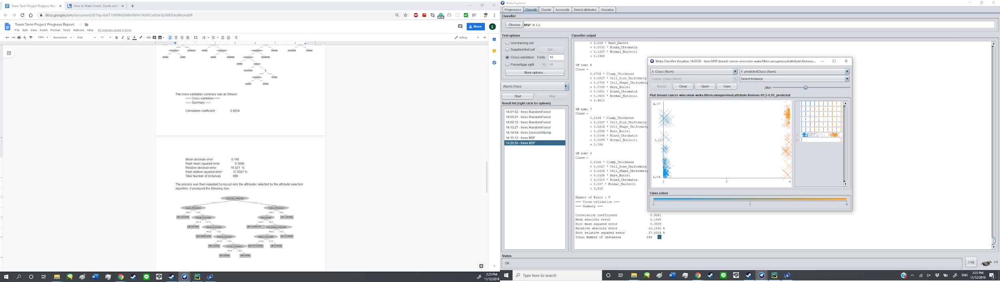 Team Term Project Progress Rep
How to Make Smart, Dumb and
docs.google.com/document/d/1hp-KdrT7rtHWd5A6InRVIH1AHhCIdrVwTp36B0LksWo/edit#
ABP
BETA
NP
Team Term Project Progress Report
File Edit View Insert Format Tools Add-ons Help All changes saved in Drive
Share
E
100% Normal text Arial 11 B I U A Editing
The cross-validation summary was as follows:
=== Cross-validation ===
=== Summary ===
Correlation coefficient 0.9254
Mean absolute error 0.145
Root mean squared error 0.3605
Relative absolute error 16.021 %
Root relative squared error 37.8587 %
Total Number of Instances 699
The process was then repeated trying out only the attributes selected by the attribute selection
algorithm. It produced the following tree:
Cell_Size_Uniformity
<=1.5 >1.5
Clump_Thickness Clump_Thickness
Bland_Chromatin Bare_Nuclei
Bland_Chromatin Cell_Shape_Uniformity
Normal_Nucleoli Bland_Chromatin
Clump_Thickness
2:23 PM
11/12/2019
Weka Explorer
Preprocess Classify Cluster Associate Select attributes Visualize
Classifier
Choose M5P -M 4.0
Test options
Use training set
Supplied test set Set...
Cross-validation Folds 10
Percentage split % 66
More options...
(Num) Class
Start Stop
Result list (right-click for options)
14:01:02 - trees.RandomForest
14:06:21 - trees.RandomForest
14:09:12 - trees.RandomForest
14:10:27 - trees.RandomForest
14:14:54 - trees.DecisionStump
14:15:13 - trees.M5P
14:20:50 - trees.M5P
Classifier output
+ 0.004 * Bare_Nuclei
+ 0.0031 * Bland_Chromatin
+ 0.1337 * Normal_Nucleoli
+ 1.1363
LM num: 6
Class =
0.0706 * Clump_Thickness
+ 0.0027 * Cell_Size_Uniformity
+ 0.0708 * Cell_Shape_Uniformity
+ 0.0749 * Bare_Nuclei
+ 0.0881 * Bland_Chromatin
+ 0.0583 * Normal_Nucleoli
+ 1.4611
LM num: 7
Class =
0.0164 * Clump_Thickness
+ 0.0027 * Cell_Size_Uniformity
+ 0.0212 * Cell_Shape_Uniformity
+ 0.0236 * Bare_Nuclei
+ 0.0144 * Bland_Chromatin
+ 0.0089 * Normal_Nucleoli
+ 3.344
LM num: 8
Class =
0.0156 * Clump_Thickness
+ 0.0027 * Cell_Size_Uniformity
+ 0.0104 * Cell_Shape_Uniformity
+ 0.0186 * Bare_Nuclei
+ 0.0103 * Bland_Chromatin
+ 0.007 * Normal_Nucleoli
+ 3.518
Number of Rules : 8
=== Cross-validation ===
=== Summary ===
Correlation coefficient 0.9261
Mean absolute error 0.1465
Root mean squared error 0.3588
Relative absolute error 16.1891 %
Root relative squared error 37.6854 %
Total Number of Instances 699
Weka Classifier Visualize: 14:20:50 - trees.M5P (breast-cancer-wisconsin-weka.filters.unsupervised.attribute.Remove...
X: Class (Num) Y: predictedClass (Num)
Colour: Class (Num) Select Instance
Reset Clear Open Save Jitter
Plot: breast-cancer-wisconsin-weka.filters.unsupervised.attribute.Remove-R1,5-6,10_predicted
4.37
3.11
1.84
2 3 4
Y
X
Class colour
2 3 4
Status
OK
Log x 0
Type here to search
ENG
2:23 PM
11/12/2019
2